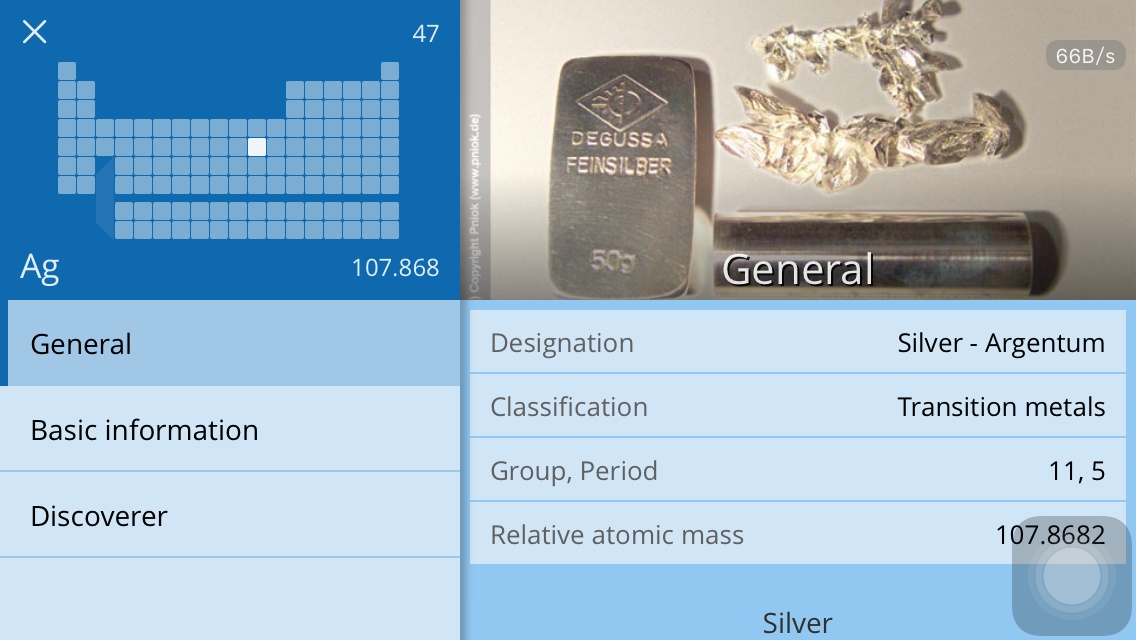 47
Ag
107.868
General
Basic information
Discoverer
66B/s
) Copyright Pniok (www.pniok.de)
DEGUSSA
FEINSILBER
50g
General
Designation Silver - Argentum
Classification Transition metals
Group, Period 11, 5
Relative atomic mass 107.8682
Silver